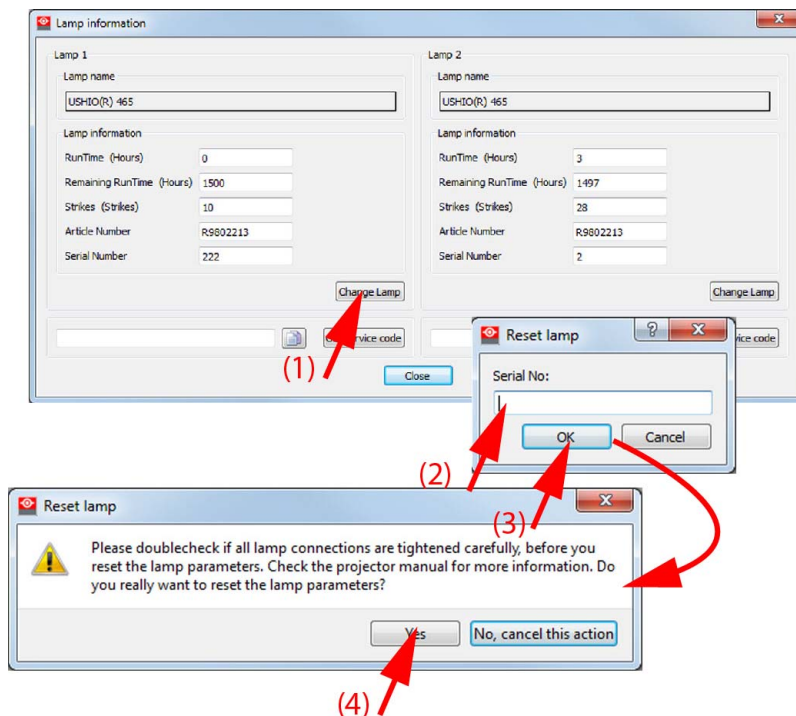 Lamp information
Lamp 1
Lamp name
USHIO(R) 465
Lamp information
RunTime (Hours) 0
Remaining RunTime (Hours) 1500
Strikes (Strikes) 10
Article Number R9802213
Serial Number 222
Change Lamp
(1)
Lamp 2
Lamp name
USHIO(R) 465
Lamp information
RunTime (Hours) 3
Remaining RunTime (Hours) 1497
Strikes (Strikes) 28
Article Number R9802213
Serial Number 2
Change Lamp
code
Close
Reset lamp
Serial No:
OK Cancel
(2)
(3)
Reset lamp
Please doublecheck if all lamp connections are tightened carefully, before you
reset the lamp parameters. Check the projector manual for more information. Do
you really want to reset the lamp parameters?
Yes No, cancel this action
(4)